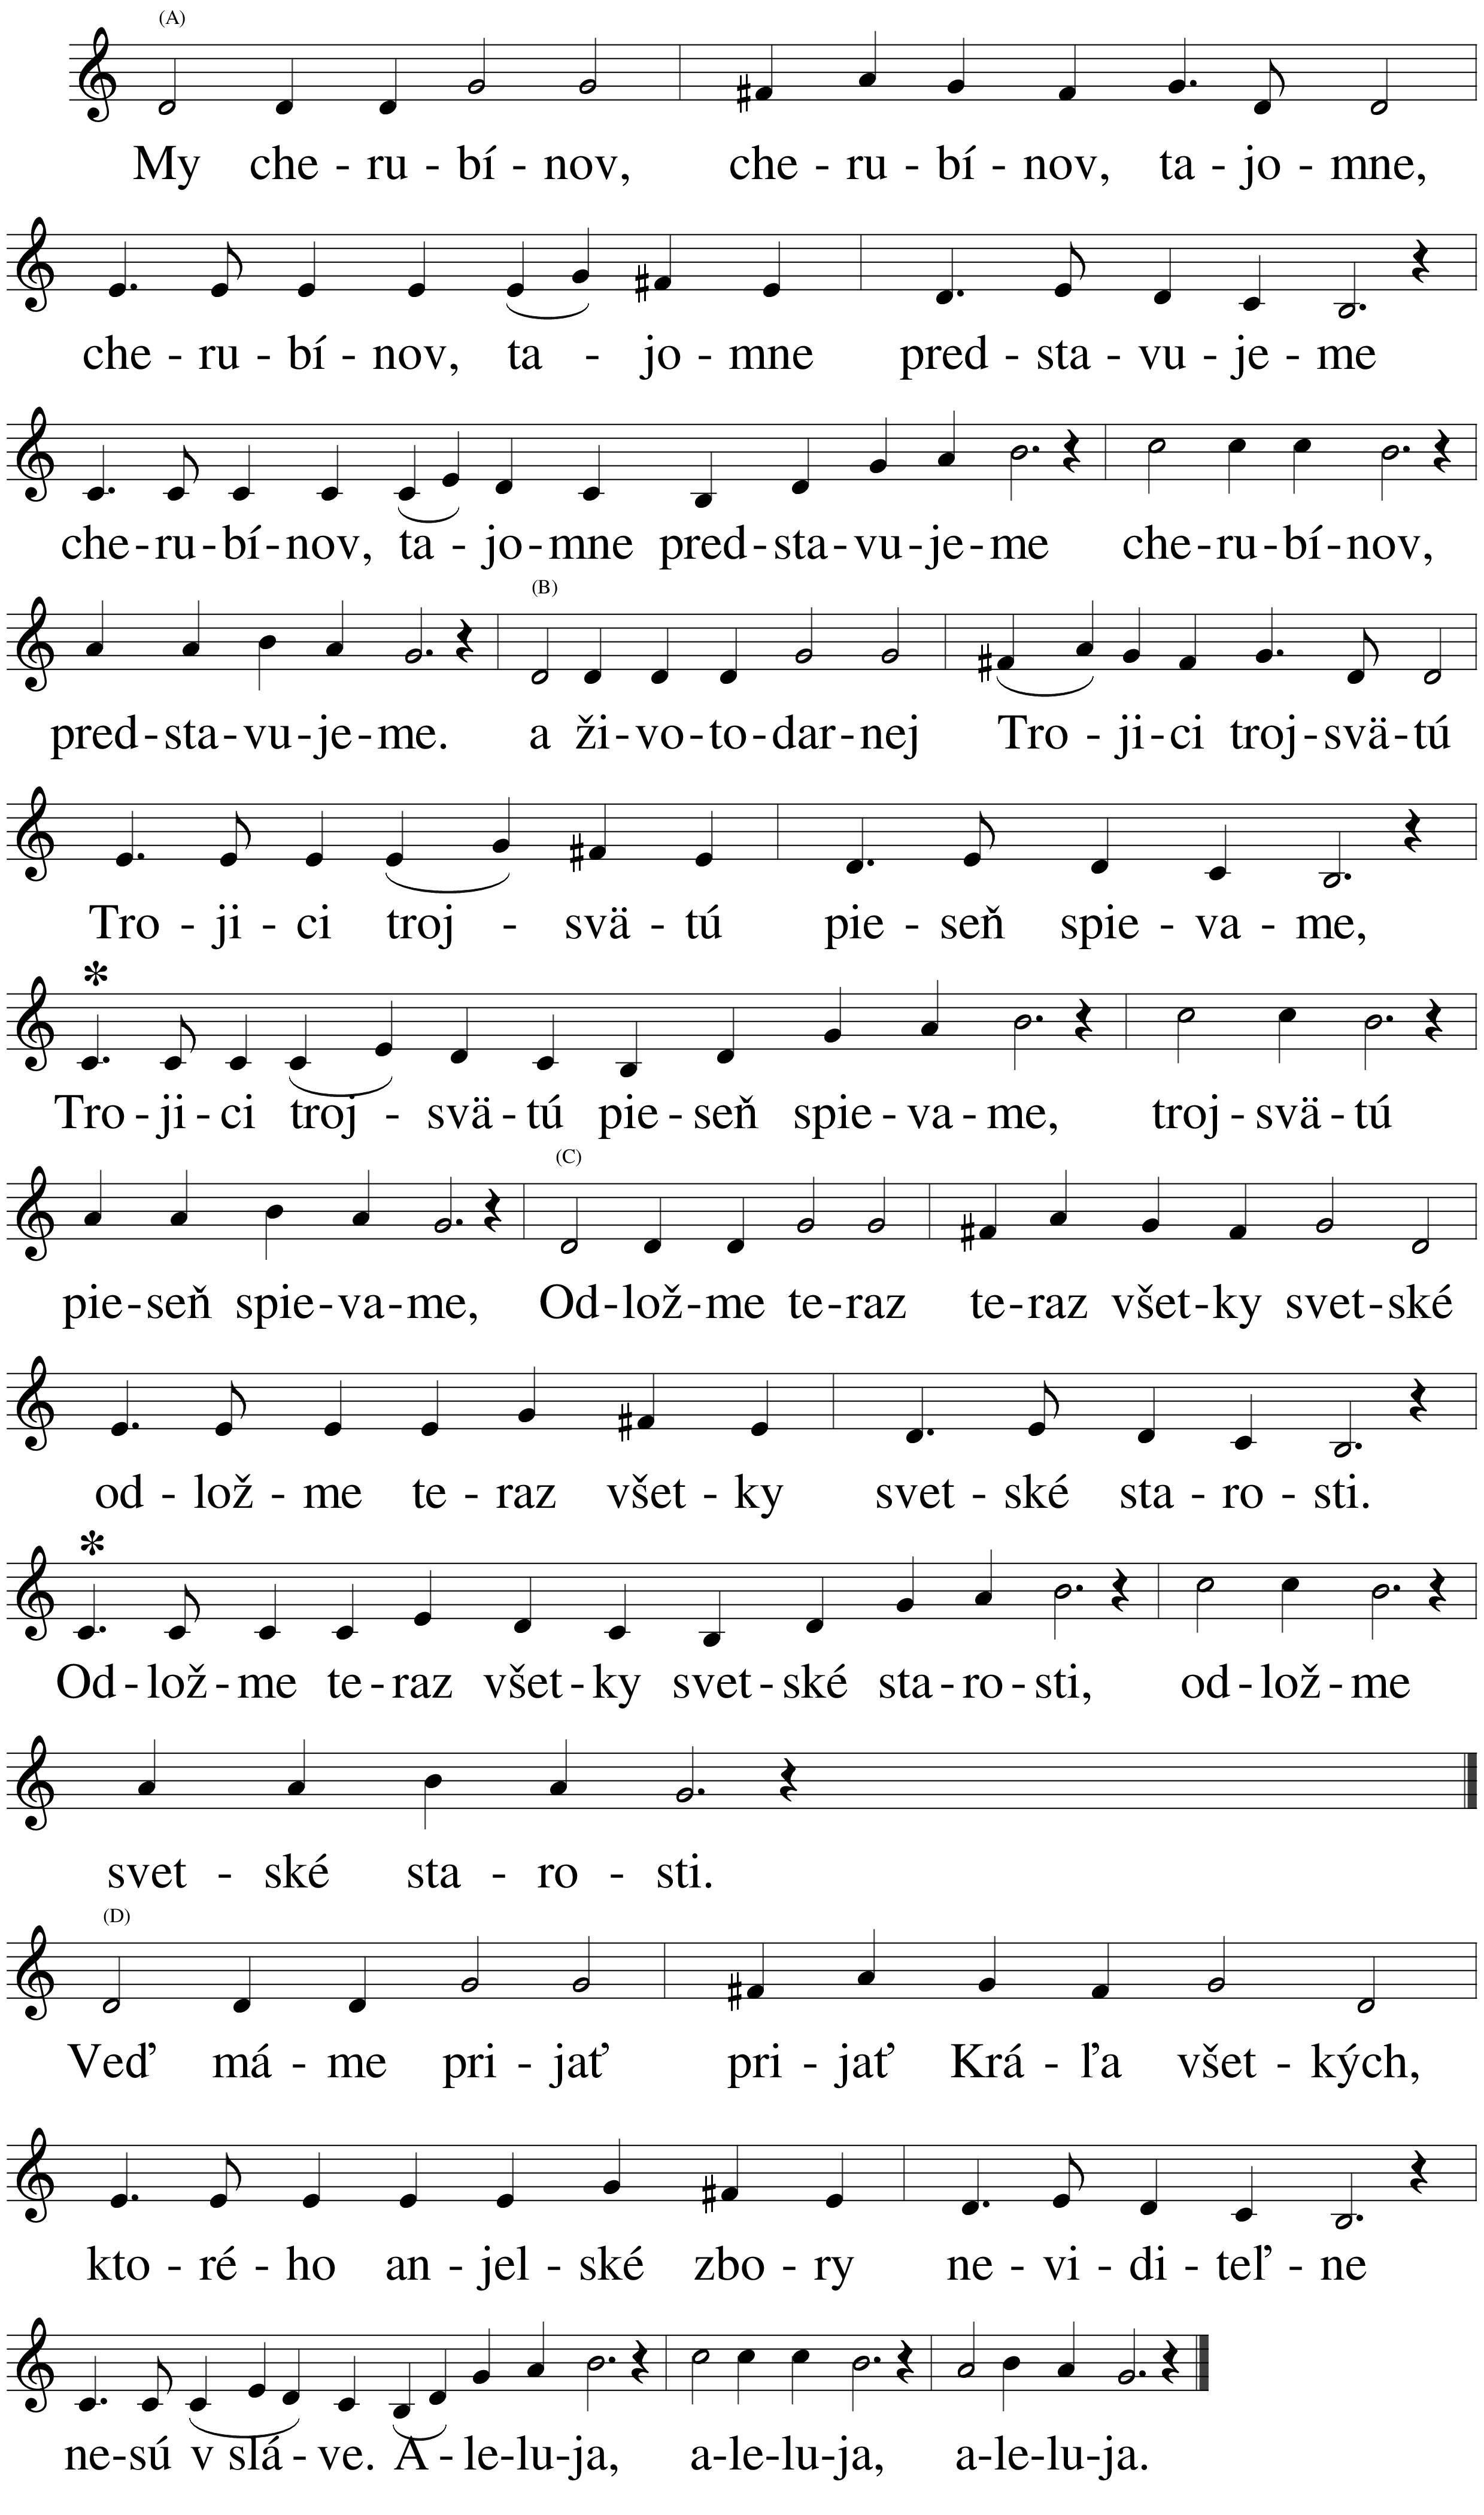 (A)
My che - ru - bí - nov, che - ru - bí - nov, ta - jo - mne,
che - ru - bí - nov, ta - jo - mne pred - sta - vu - je - me
che - ru - bí - nov, ta - jo - mne pred - sta - vu - je - me che - ru - bí - nov,
(B)
pred - sta - vu - je - me. a ži - vo - to - dar - nej Tro - ji - ci troj - svä - tú
Tro - ji - ci troj - svä - tú pie - seň spie - va - me,
*
Tro - ji - ci troj - svä - tú pie - seň spie - va - me, troj - svä - tú
(C)
pie - seň spie - va - me, Od - lož - me te - raz te - raz všet - ky svet - ské
od - lož - me te - raz všet - ky svet - ské sta - ro - sti.
*
Od - lož - me te - raz všet - ky svet - ské sta - ro - sti, od - lož - me
svet - ské sta - ro - sti.
(D)
Veď má - me pri - jať pri - jať Krá - ľa všet - kých,
kto - ré - ho an - jel - ské zbo - ry ne - vi - di - teľ - ne
ne - sú v slá - ve. A - le - lu - ja, a - le - lu - ja, a - le - lu - ja.